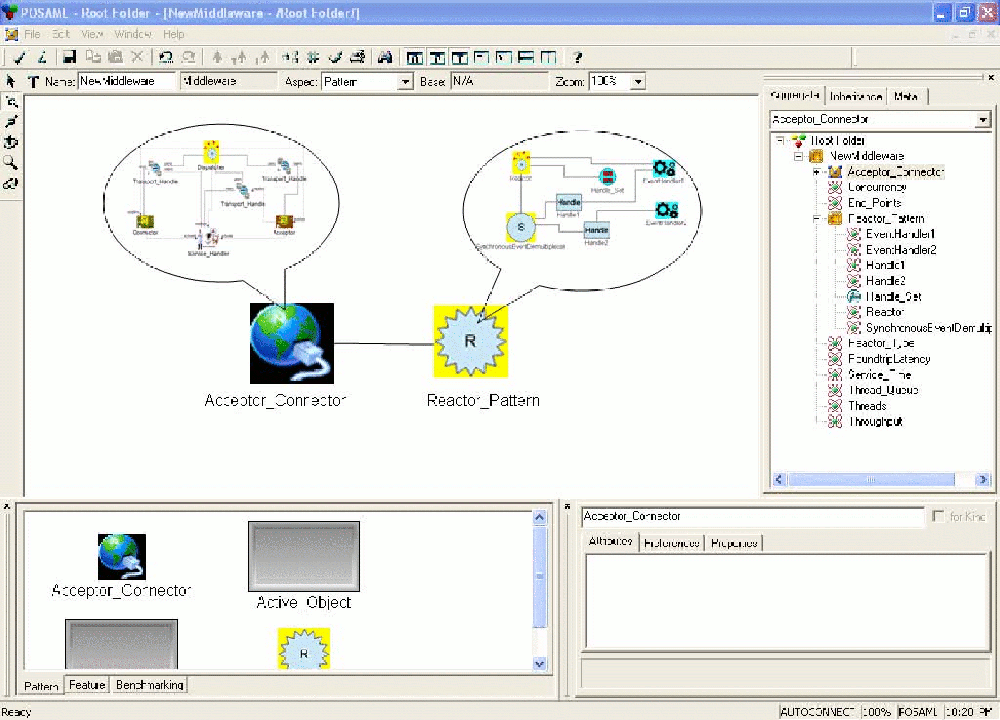 POSAML - Root Folder - [NewMiddleware - /Root Folder/]
File Edit View Window Help
A P T ?
T Name: NewMiddleware Middleware Aspect: Pattern Base: N/A Zoom: 100%
Aggregate Inheritance Meta
Acceptor_Connector
Root Folder
NewMiddleware
Acceptor_Connector
Concurrency
End_Points
Reactor_Pattern
EventHandler1
EventHandler2
Handle1
Handle2
Handle_Set
Reactor
SynchronousEventDemultip
Reactor_Type
RoundtripLatency
Service_Time
Thread_Queue
Threads
Throughput
Dispatcher
Transport_Handle
Transport_Handle
Transport_Handle
Connector
Acceptor
Service_Handler
Reactor
Handle_Set
EventHandler1
Handle
Handle1
EventHandler2
S
Handle
Handle2
SynchronousEventDemultiplexer
R
Acceptor_Connector
Reactor_Pattern
Acceptor_Connector
Active_Object
R
Pattern Feature Benchmarking
Acceptor_Connector for Kind
Attributes Preferences Properties
Ready
AUTOCONNECT 100% POSAML 10:20 PM